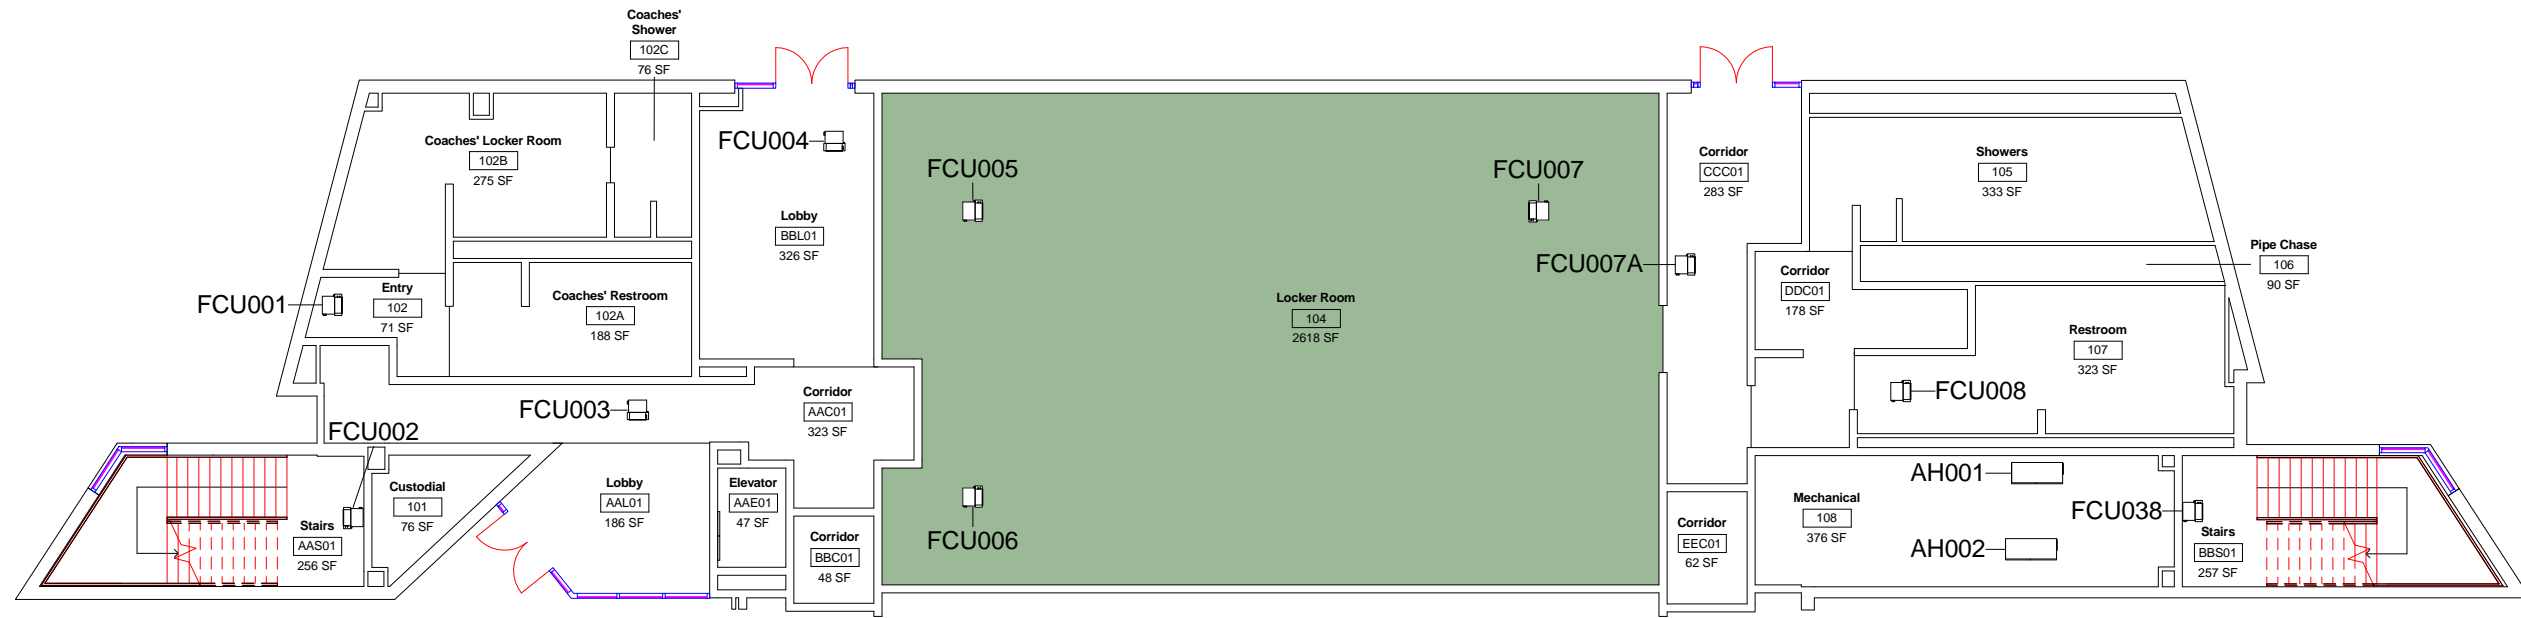 Coaches'
Shower
102C
76 SF
Coaches' Locker Room
102B
275 SF
FCU004
FCU005
FCU007
Corridor
CCC01
283 SF
Showers
105
333 SF
Lobby
BBL01
326 SF
Pipe Chase
106
90 SF
FCU007A
Corridor
DDC01
178 SF
FCU001
Entry
102
71 SF
Coaches' Restroom
102A
188 SF
Locker Room
104
2618 SF
Restroom
107
323 SF
FCU008
FCU003
Corridor
AAC01
323 SF
FCU002
Custodial
101
76 SF
Lobby
AAL01
186 SF
Elevator
AAE01
47 SF
AH001
Mechanical
108
376 SF
FCU038
Stairs
AAS01
256 SF
Corridor
BBC01
48 SF
FCU006
Corridor
EEC01
62 SF
AH002
Stairs
BBS01
257 SF